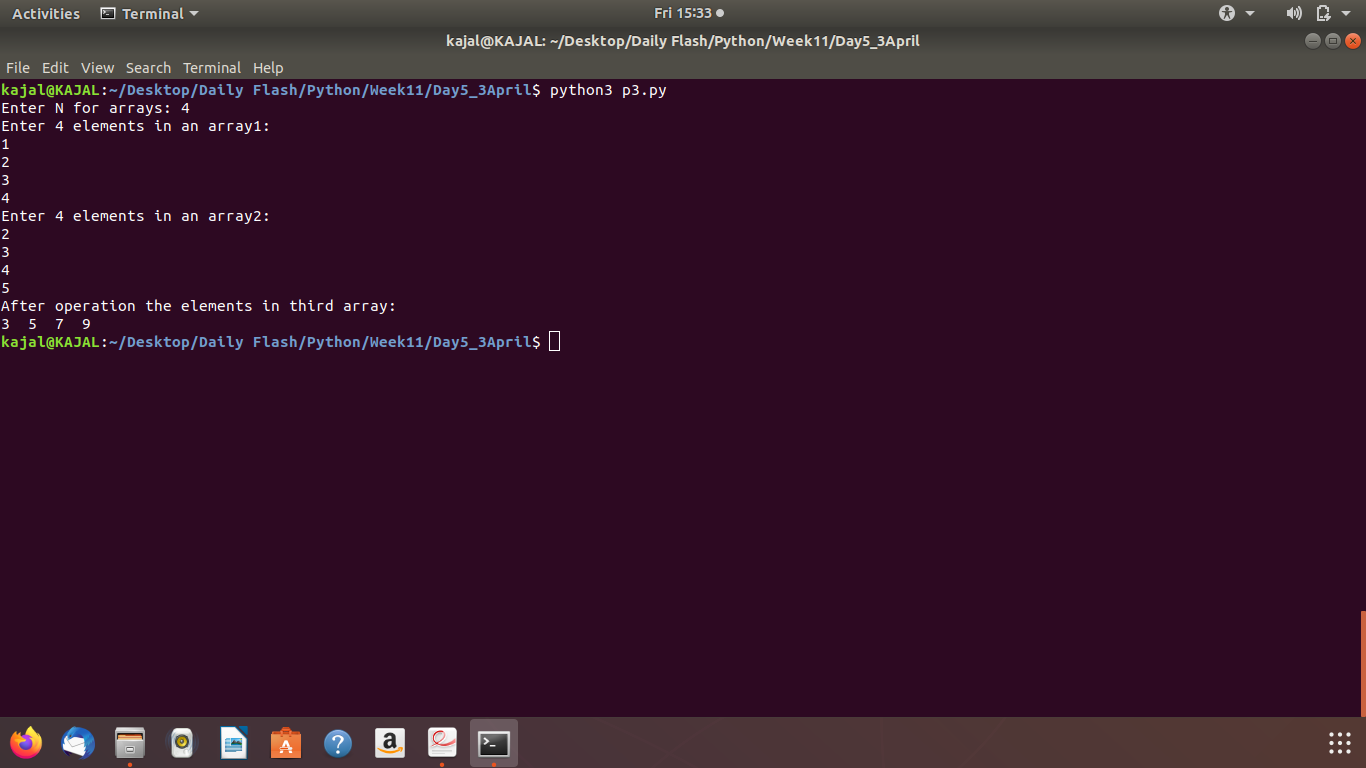 Activities Terminal Fri 15:33
kajal@KAJAL: ~/Desktop/Daily Flash/Python/Week11/Day5_3April
File Edit View Search Terminal Help
kajal@KAJAL:~/Desktop/Daily Flash/Python/Week11/Day5_3April$ python3 p3.py
Enter N for arrays: 4
Enter 4 elements in an array1:
1
2
3
4
Enter 4 elements in an array2:
2
3
4
5
After operation the elements in third array:
3  5  7  9
kajal@KAJAL:~/Desktop/Daily Flash/Python/Week11/Day5_3April$